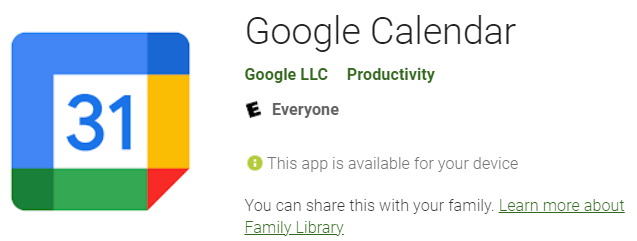 Google Calendar
Google LLC Productivity
31
E Everyone
This app is available for your device
You can share this with your family. Learn more about
Family Library